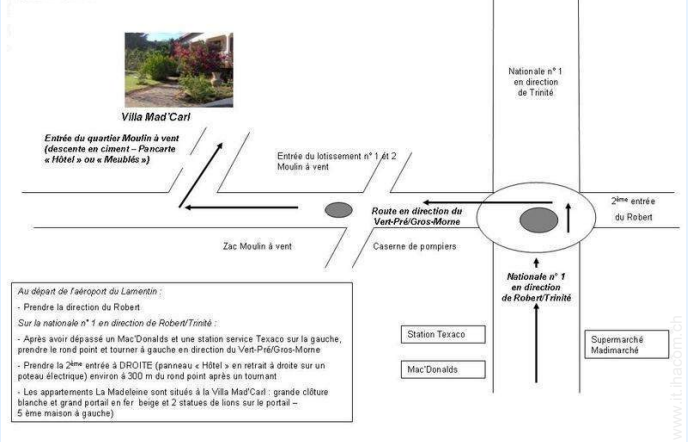 Nationale n° 1
en direction
de Trinité
Villa Mad'Carl
Entrée du quartier Moulin à vent
(descente en ciment – Pancarte
« Hôtel » ou « Meublés »)
Entrée du lotissement n° 1 et 2
Moulin à vent
2ème entrée
du Robert
Route en direction du
Vert-Pré/Gros-Morne
Zac Moulin à vent
Caserne de pompiers
Nationale n° 1
en direction
de Robert/Trinité
Au départ de l'aéroport du Lamentin :
- Prendre la direction du Robert
Sur la nationale n° 1 en direction de Robert/Trinité :
- Après avoir dépassé un Mac'Donalds et une station service Texaco sur la gauche,
prendre le rond point et tourner à gauche en direction du Vert-Pré/Gros-Morne
- Prendre la 2ème entrée à DROITE (panneau « Hôtel » en retrait à droite sur un
poteau électrique) environ à 300 m du rond point après un tournant
- Les appartements La Madeleine sont situés à la Villa Mad'Carl : grande clôture
blanche et grand portail en fer beige et 2 statues de lions sur le portail –
5 ème maison à gauche)
Station Texaco
Mac'Donalds
Supermarché
Madimarché
www.it.ihacom.ch